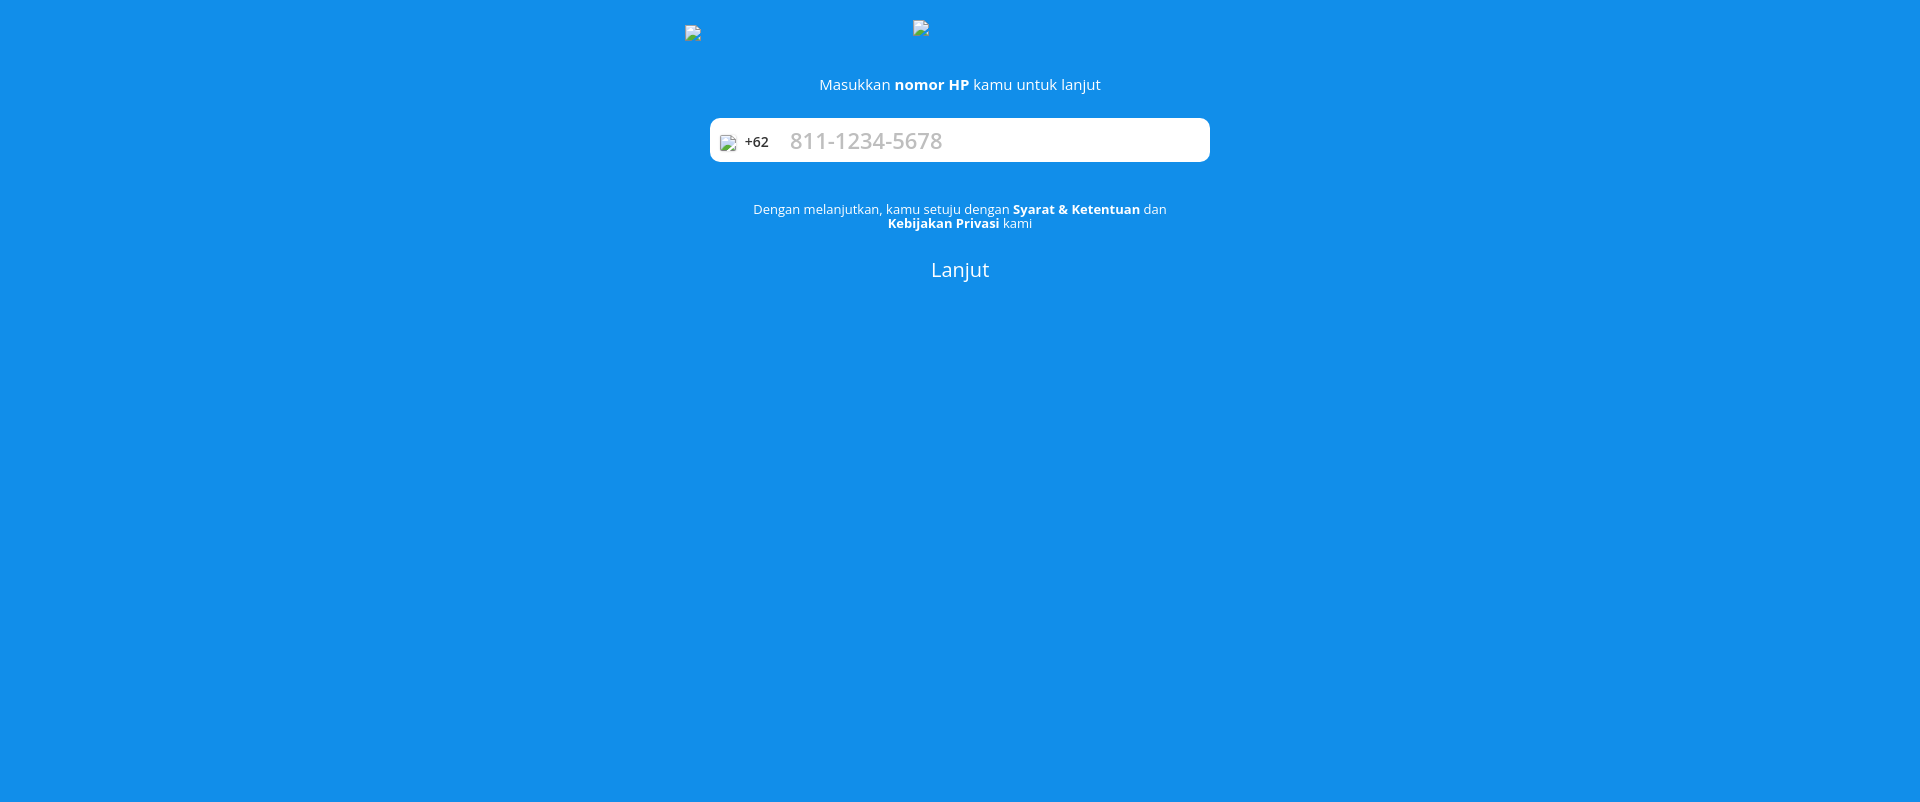 Masukkan nomor HP kamu untuk lanjut
+62 811-1234-5678
Dengan melanjutkan, kamu setuju dengan Syarat & Ketentuan dan
Kebijakan Privasi kami
Lanjut